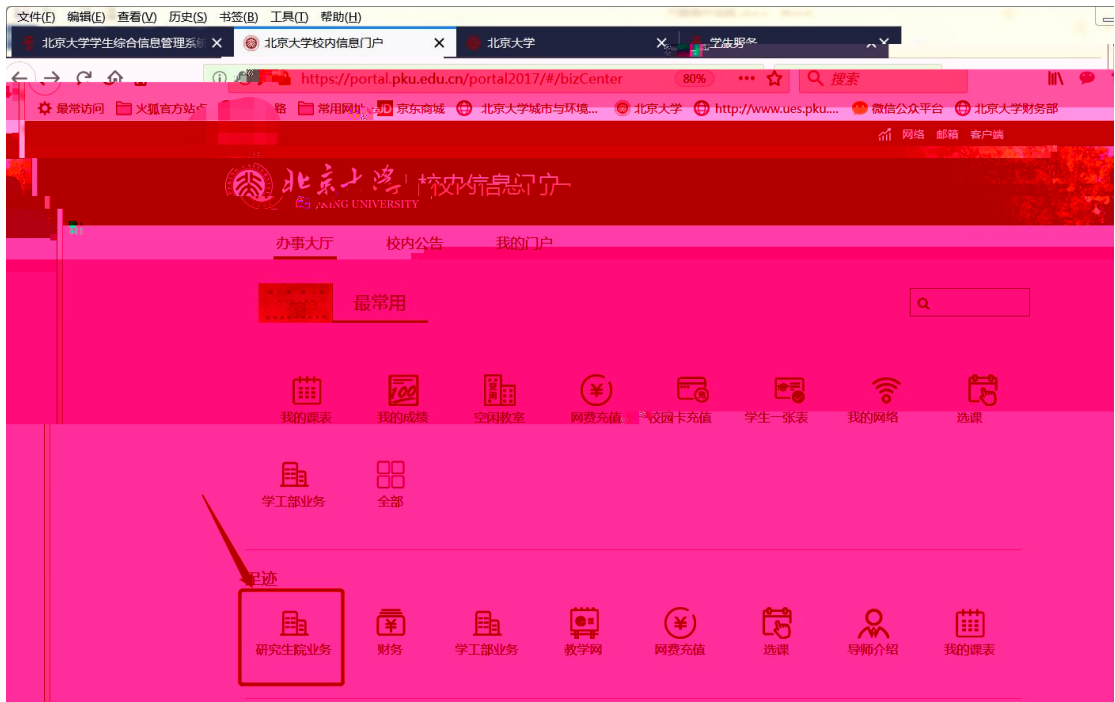 文件(F) 编辑(E) 查看(V) 历史(S) 书签(B) 工具(T) 帮助(H)
北京大学学生综合信息管理系统 北京大学校内信息门户 北京大学
https://portal.pku.edu.cn/portal2017/#/bizCenter 80% 搜索
最常访问 火狐官方站点 常用网址 JD 京东商城 北京大学城市与环境... 北京大学 http://www.ues.pku.... 微信公众平台 北京大学财务部
网络 邮箱 客户端
北京大学 校内信息门户
PEKING UNIVERSITY
办事大厅 校内公告 我的门户
最常用
100
我的课表 我的成绩 空闲教室 网费充值 校园卡充值 学生一张表 我的网络 选课
学工部业务 全部
足迹
研究生院业务 财务 学工部业务 教学网 网费充值 选课 导师介绍 我的课表